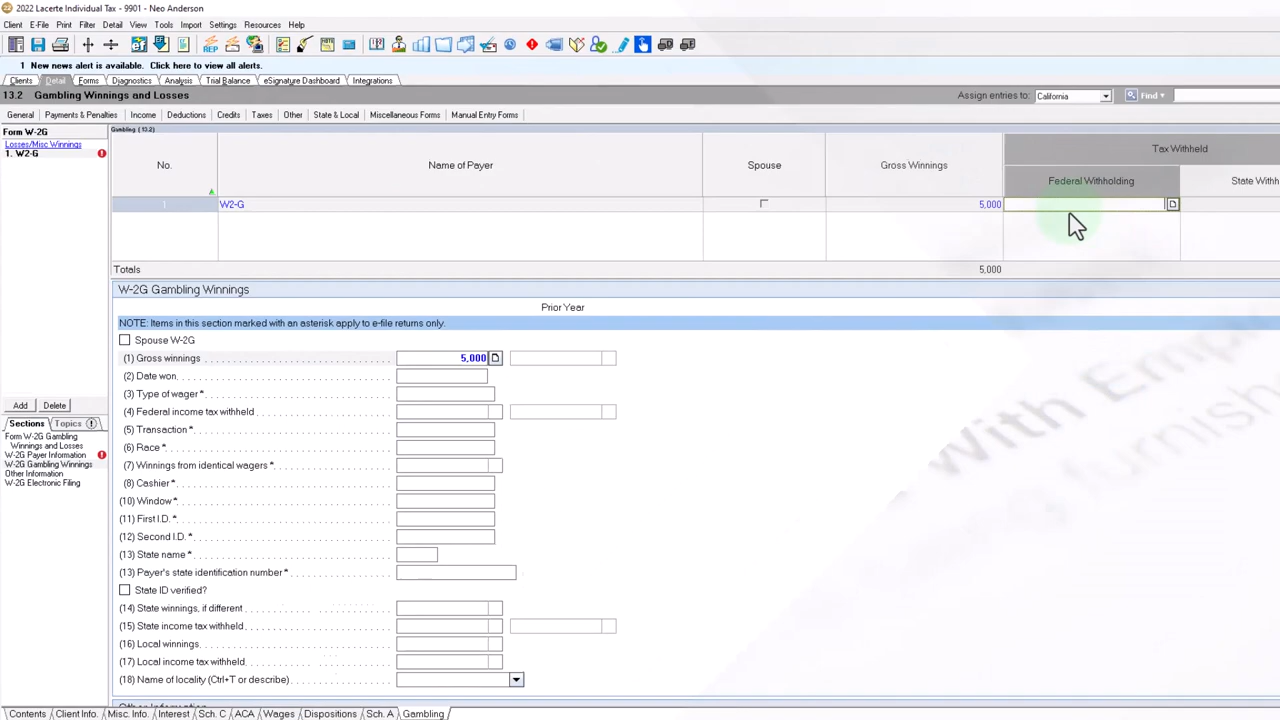 2022 Lacerte Individual Tax - 9901 - Neo Anderson
Client E-File Print Filter Detail View Tools Import Settings Resources Help
1 New news alert is available. Click here to view all alerts.
Clients Detail Forms Diagnostics Analysis Trial Balance eSignature Dashboard Integrations
13.2 Gambling Winnings and Losses Assign entries to: California Find
General Payments & Penalties Income Deductions Credits Taxes Other State & Local Miscellaneous Forms Manual Entry Forms
Form W-2G
Losses/Misc Winnings
1. W2-G
Gambling (13.2)
No. Name of Payer Spouse Gross Winnings Tax Withheld
Federal Withholding State Withh
1 W2-G 5,000
Totals 5,000
W-2G Gambling Winnings
Prior Year
NOTE: Items in this section marked with an asterisk apply to e-file returns only.
Spouse W-2G
(1) Gross winnings 5,000
(2) Date won
(3) Type of wager *
(4) Federal income tax withheld
(5) Transaction *
(6) Race *
(7) Winnings from identical wagers *
(8) Cashier *
(10) Window *
(11) First I.D. *
(12) Second I.D. *
(13) State name *
(13) Payer's state identification number *
State ID verified?
(14) State winnings, if different
(15) State income tax withheld
(16) Local winnings
(17) Local income tax withheld
(18) Name of locality (Ctrl+T or describe)
Other Information
Add Delete
Sections Topics
Form W-2G Gambling
Winnings and Losses
W-2G Payer Information
W-2G Gambling Winnings
Other Information
W-2G Electronic Filing
With Empl
furnish
Contents Client Info. Misc. Info. Interest Sch. C ACA Wages Dispositions Sch. A Gambling